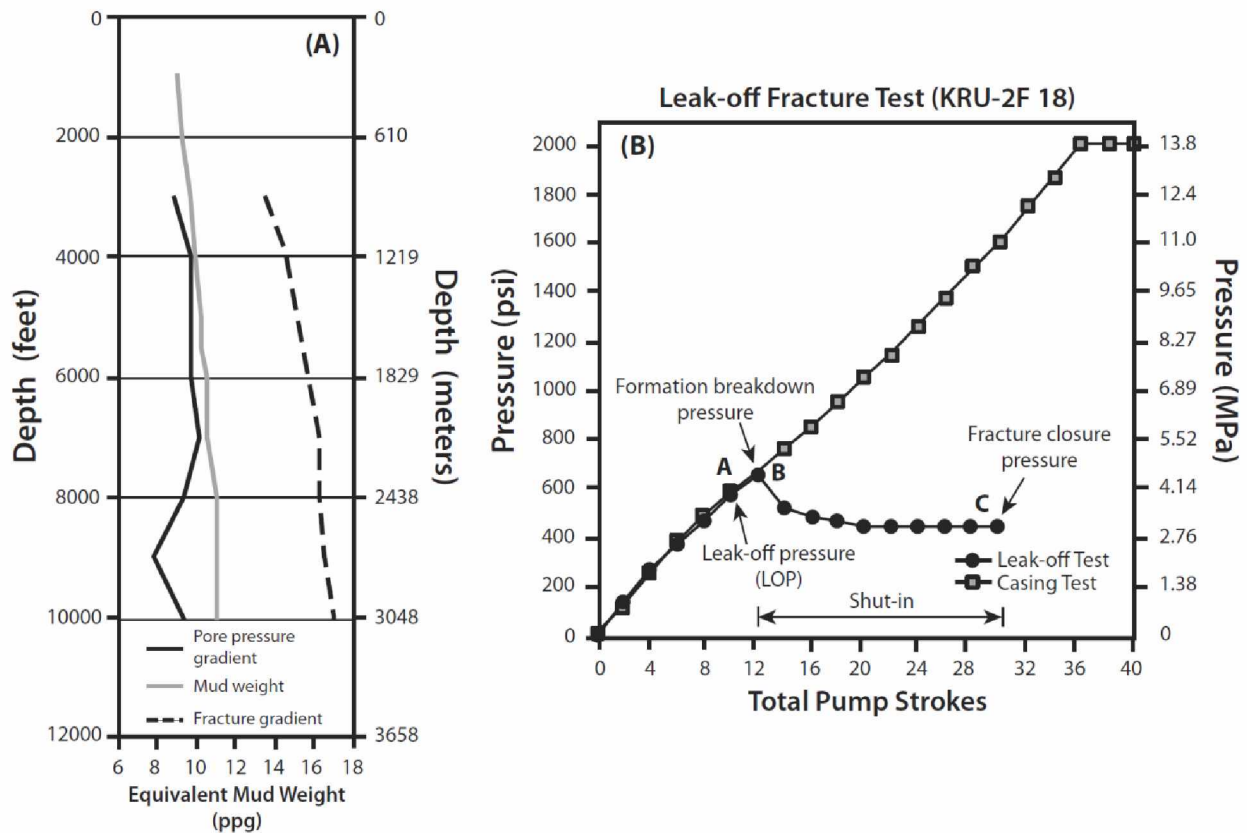 (A)
0
2000
4000
6000
8000
10000
12000
Depth (feet)
0
610
1219
1829
2438
3048
3658
Depth (meters)
Pore pressure
gradient
Mud weight
Fracture gradient
6 8 10 12 14 16 18
Equivalent Mud Weight
(ppg)
Leak-off Fracture Test (KRU-2F 18)
(B)
2000
1800
1600
1400
1200
1000
800
600
400
200
0
Pressure (psi)
13.8
12.4
11.0
9.65
8.27
6.89
5.52
4.14
2.76
1.38
0
Pressure (MPa)
Formation breakdown
pressure
A
B
Leak-off pressure
(LOP)
Fracture closure
pressure
C
Leak-off Test
Casing Test
Shut-in
0 4 8 12 16 20 24 28 32 36 40
Total Pump Strokes